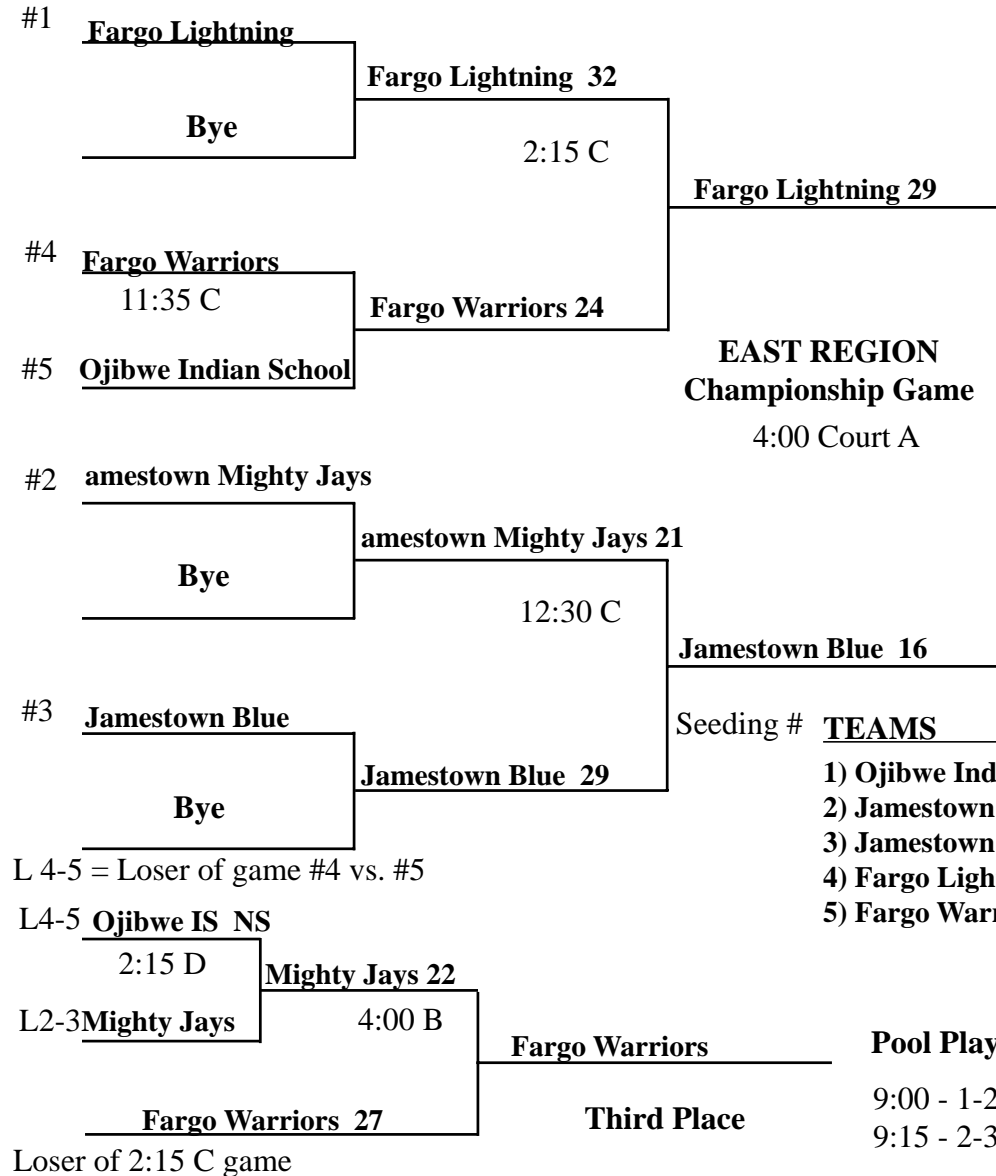 #1 Fargo Lightning
Fargo Lightning 32
Bye
2:15 C
Fargo Lightning 29
#4 Fargo Warriors
11:35 C
Fargo Warriors 24
#5 Ojibwe Indian School
EAST REGION
Championship Game
4:00 Court A
#2 amestown Mighty Jays
amestown Mighty Jays 21
Bye
12:30 C
Jamestown Blue 16
#3 Jamestown Blue
Seeding # TEAMS
Jamestown Blue 29
1) Ojibwe Ind
Bye
2) Jamestown
3) Jamestown
L 4-5 = Loser of game #4 vs. #5
4) Fargo Ligh
L4-5 Ojibwe IS NS
5) Fargo Warr
2:15 D
Mighty Jays 22
L2-3 Mighty Jays
4:00 B
Fargo Warriors
Pool Play
9:00 - 1-2
Fargo Warriors 27
Third Place
9:15 - 2-3
Loser of 2:15 C game